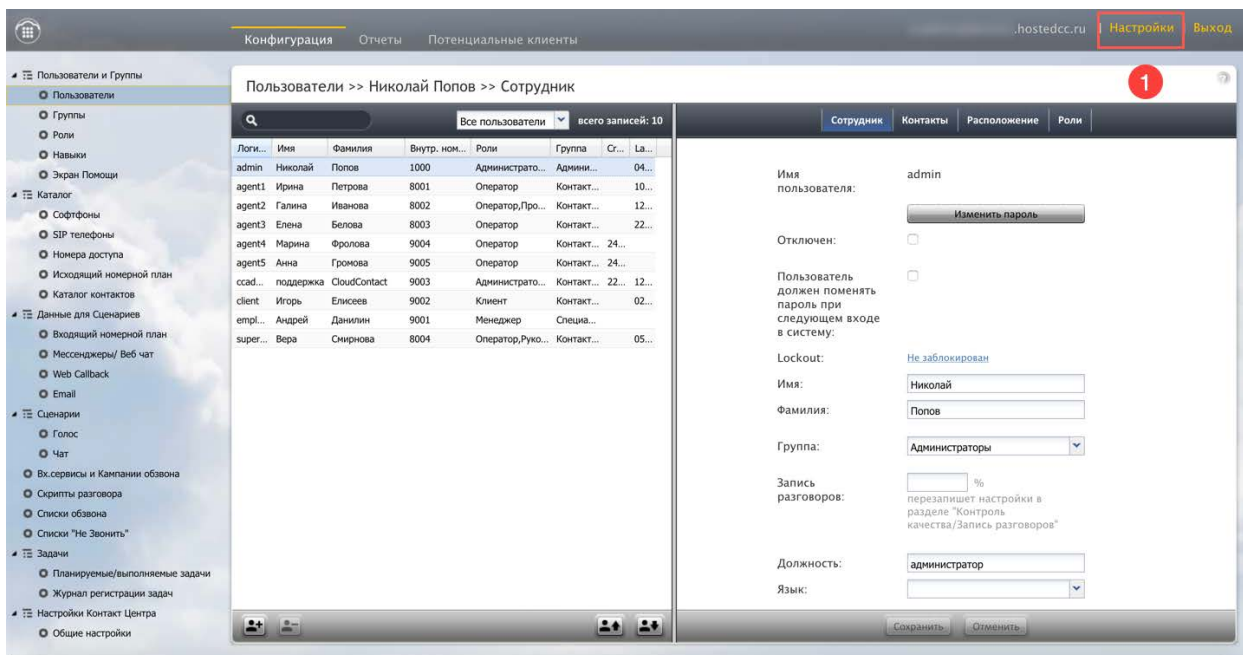 Конфигурация Отчеты Потенциальные клиенты
.hostedcc.ru | Настройки | Выход
1
Пользователи и Группы
Пользователи
Группы
Роли
Навыки
Экран Помощи
Каталог
Софтфоны
SIP телефоны
Номера доступа
Исходящий номерной план
Каталог контактов
Данные для Сценариев
Входящий номерной план
Мессенджеры/ Веб чат
Web Callback
Email
Сценарии
Голос
Чат
Вх.сервисы и Кампании обзвона
Скрипты разговора
Списки обзвона
Списки "Не Звонить"
Задачи
Планируемые/выполняемые задачи
Журнал регистрации задач
Настройки Контакт Центра
Общие настройки
Пользователи >> Николай Попов >> Сотрудник
?
Все пользователи всего записей: 10
Логи... Имя Фамилия Внутр. ном... Роли Группа Cr... La...
admin Николай Попов 1000 Администрато... Админи... 04...
agent1 Ирина Петрова 8001 Оператор Контакт... 10...
agent2 Галина Иванова 8002 Оператор,Про... Контакт... 12...
agent3 Елена Белова 8003 Оператор Контакт... 22...
agent4 Марина Фролова 9004 Оператор Контакт... 24...
agent5 Анна Громова 9005 Оператор Контакт... 24...
ccad... поддержка CloudContact 9003 Администрато... Контакт... 22... 12...
client Игорь Елисеев 9002 Клиент Контакт... 02...
empl... Андрей Данилин 9001 Менеджер Специа...
super... Вера Смирнова 8004 Оператор,Руко... Контакт... 05...
Сотрудник Контакты Расположение Роли
Имя
пользователя:
admin
Изменить пароль
Отключен:
Пользователь
должен поменять
пароль при
следующем входе
в систему:
Lockout: Не заблокирован
Имя: Николай
Фамилия: Попов
Группа: Администраторы
Запись
разговоров:
%
перезапишет настройки в
разделе "Контроль
качества/Запись разговоров"
Должность: администратор
Язык:
Сохранить Отменить